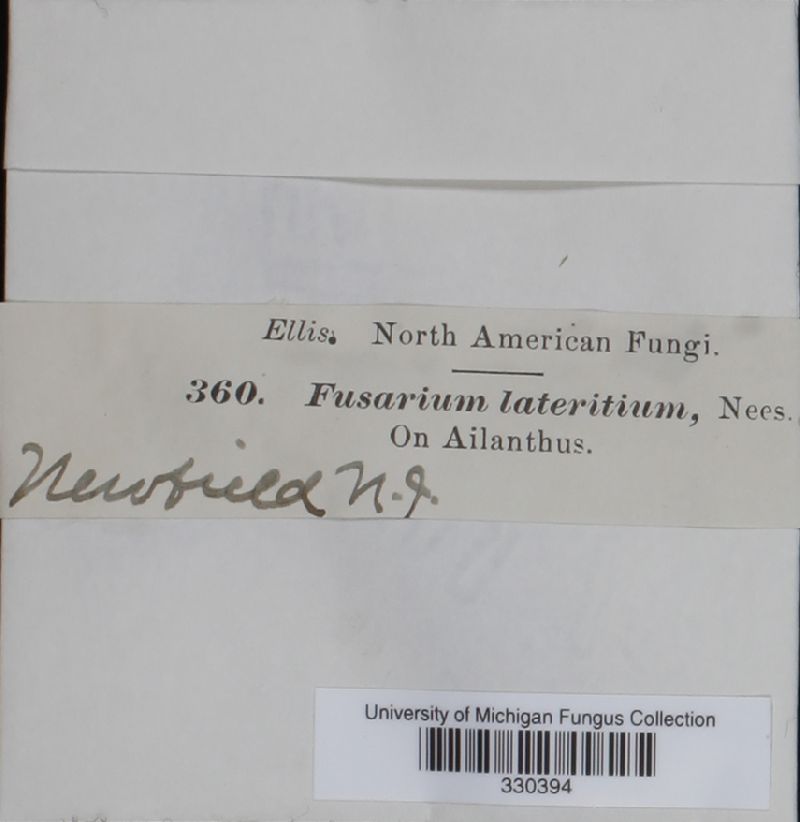 Ellis. North American Fungi.
360. Fusarium lateritium, Nees.
On Ailanthus.
Newfield N.J.
University of Michigan Fungus Collection
330394